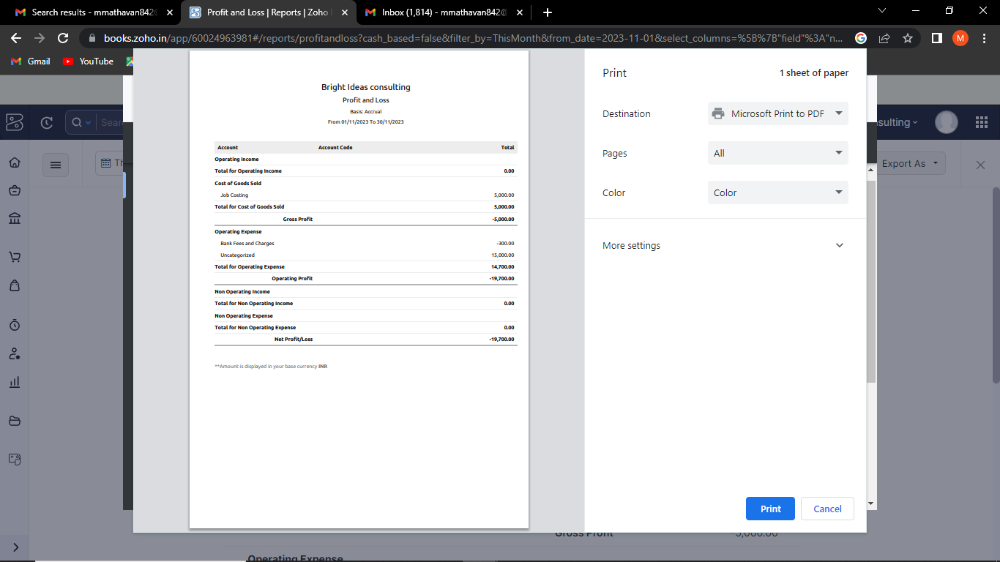 Search results - mmathavan842
Profit and Loss | Reports | Zoho
Inbox (1,814) - mmathavan842@
books.zoho.in/app/60024963981#/reports/profitandloss?cash_based=false&filter_by=ThisMonth&from_date=2023-11-01&select_columns=%5B%7B"field"%3A"n...
M
Gmail
YouTube
Bright Ideas consulting
Profit and Loss
Basis: Accrual
From 01/11/2023 To 30/11/2023
Account Account Code Total
Operating Income
Total for Operating Income 0.00
Cost of Goods Sold
Job Costing 5,000.00
Total for Cost of Goods Sold 5,000.00
Gross Profit -5,000.00
Operating Expense
Bank Fees and Charges -300.00
Uncategorized 15,000.00
Total for Operating Expense 14,700.00
Operating Profit -19,700.00
Non Operating Income
Total for Non Operating Income 0.00
Non Operating Expense
Total for Non Operating Expense 0.00
Net Profit/Loss -19,700.00
**Amount is displayed in your base currency INR
Print 1 sheet of paper
Destination Microsoft Print to PDF
Pages All
Color Color
More settings
Print Cancel
Sear
sulting
Th
Export As
Gross Profit -5,000.00
Operating Expense